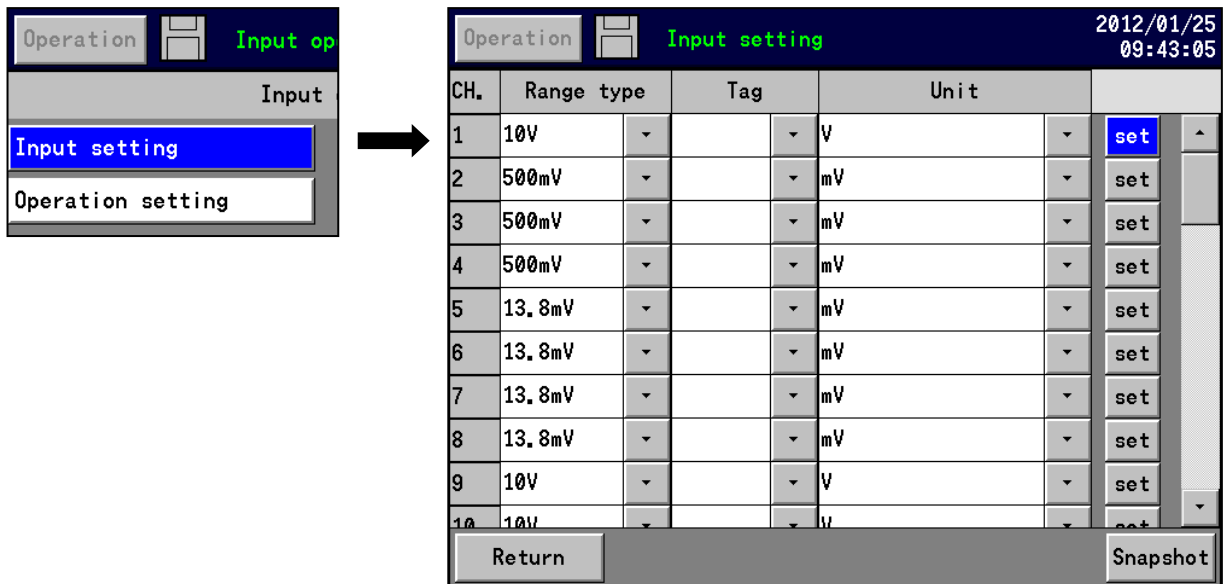 Operation Input op
Input
Input setting
Operation setting
Operation Input setting 2012/01/25
09:43:05
CH. Range type Tag Unit
1 10V V set
2 500mV mV set
3 500mV mV set
4 500mV mV set
5 13.8mV mV set
6 13.8mV mV set
7 13.8mV mV set
8 13.8mV mV set
9 10V V set
10 10V V set
Return Snapshot